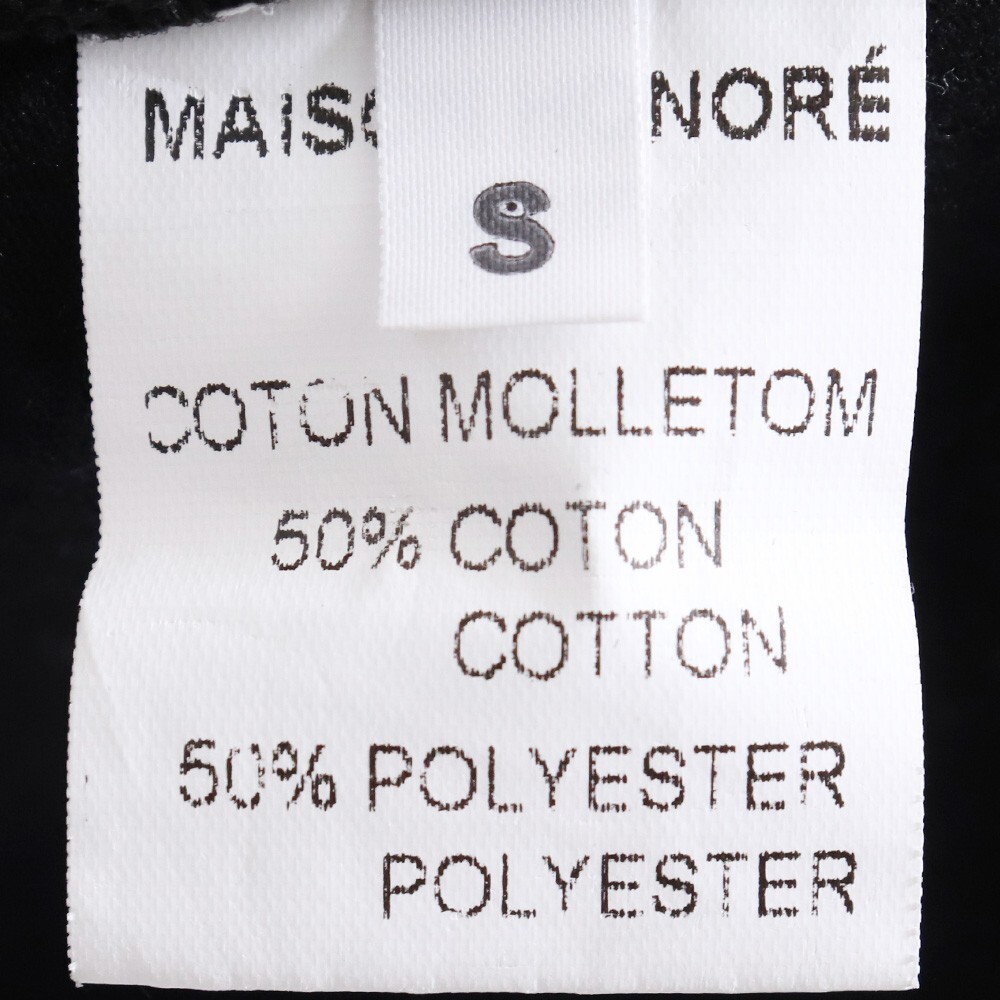 MAIS NORÉ
S
COTON MOLLETOM
50% COTON
COTTON
50% POLYESTER
POLYESTER